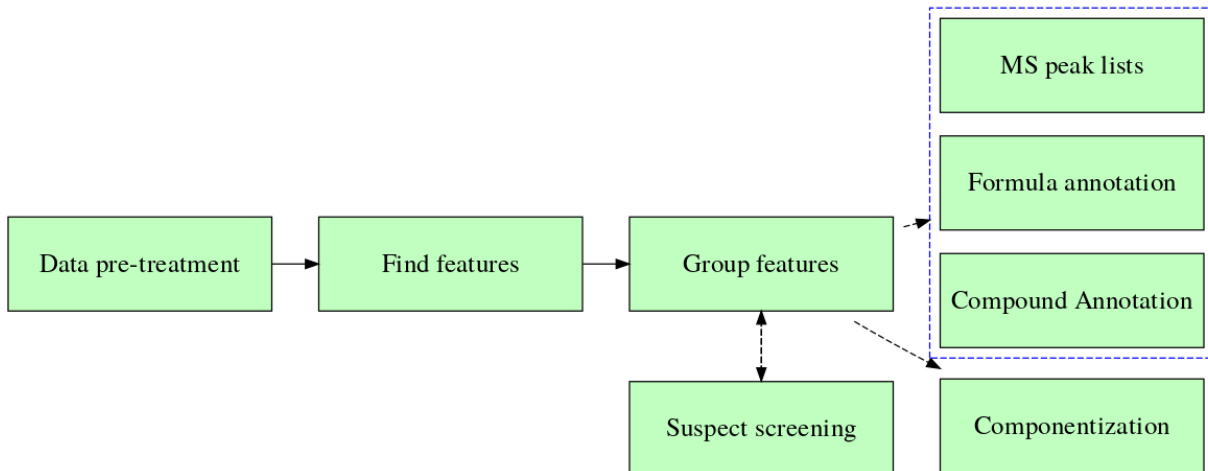 MS peak lists
Formula annotation
Data pre-treatment
Find features
Group features
Compound Annotation
Suspect screening
Componentization